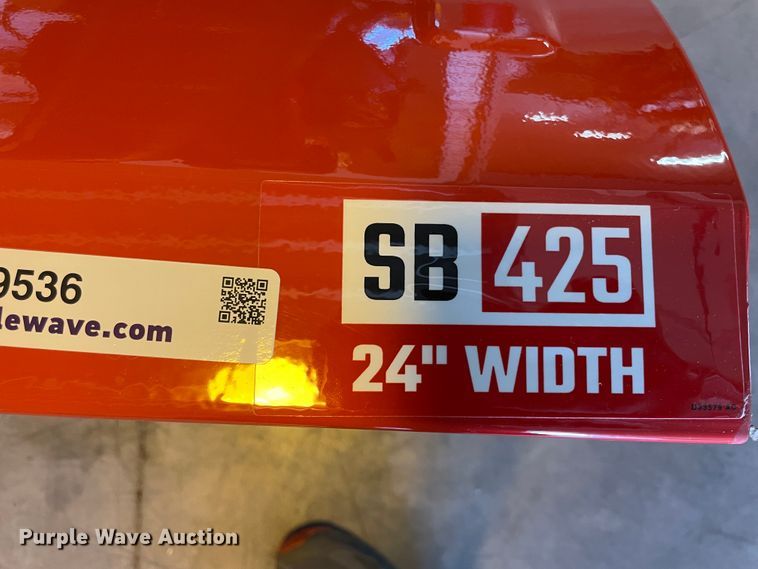 SB 425
24" WIDTH
9536
lewave.com
Purple Wave Auction